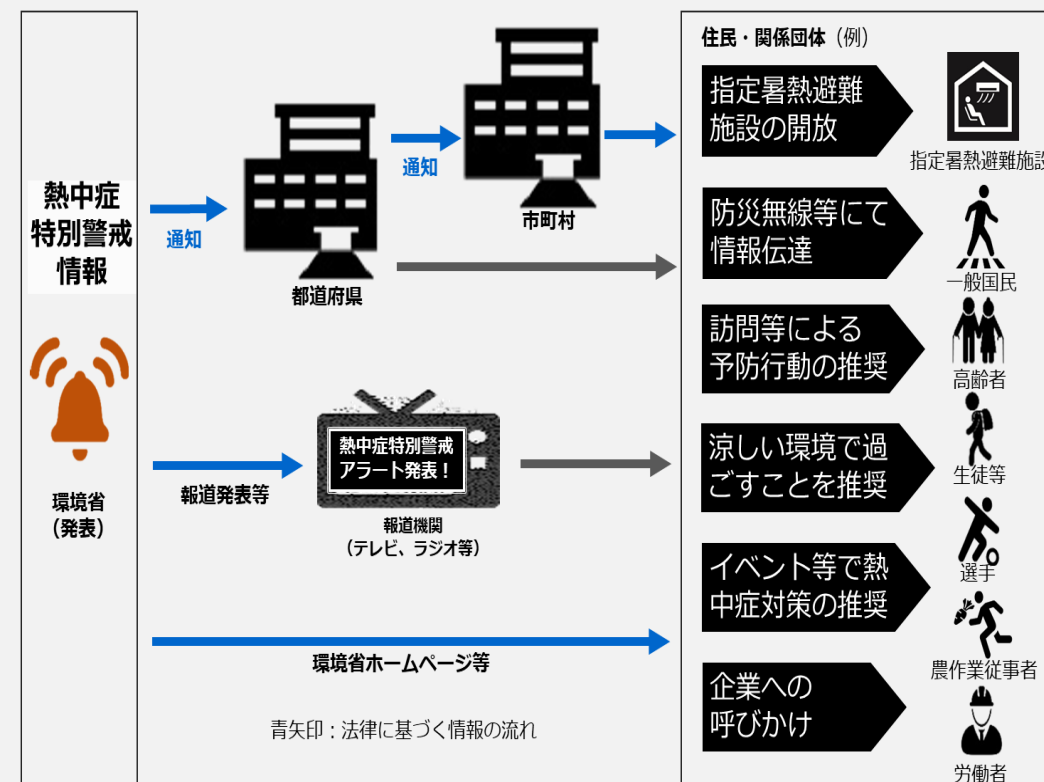 熱中症
特別警戒
情報
環境省
(発表)
通知
都道府県
通知
市町村
報道発表等
熱中症特別警戒
アラート発表！
報道機関
(テレビ、ラジオ等)
環境省ホームページ等
青矢印：法律に基づく情報の流れ
住民・関係団体（例）
指定暑熱避難
施設の開放
指定暑熱避難施設
防災無線等にて
情報伝達
一般国民
訪問等による
予防行動の推奨
高齢者
涼しい環境で過
ごすことを推奨
生徒等
選手
イベント等で熱
中症対策の推奨
農作業従事者
企業への
呼びかけ
労働者